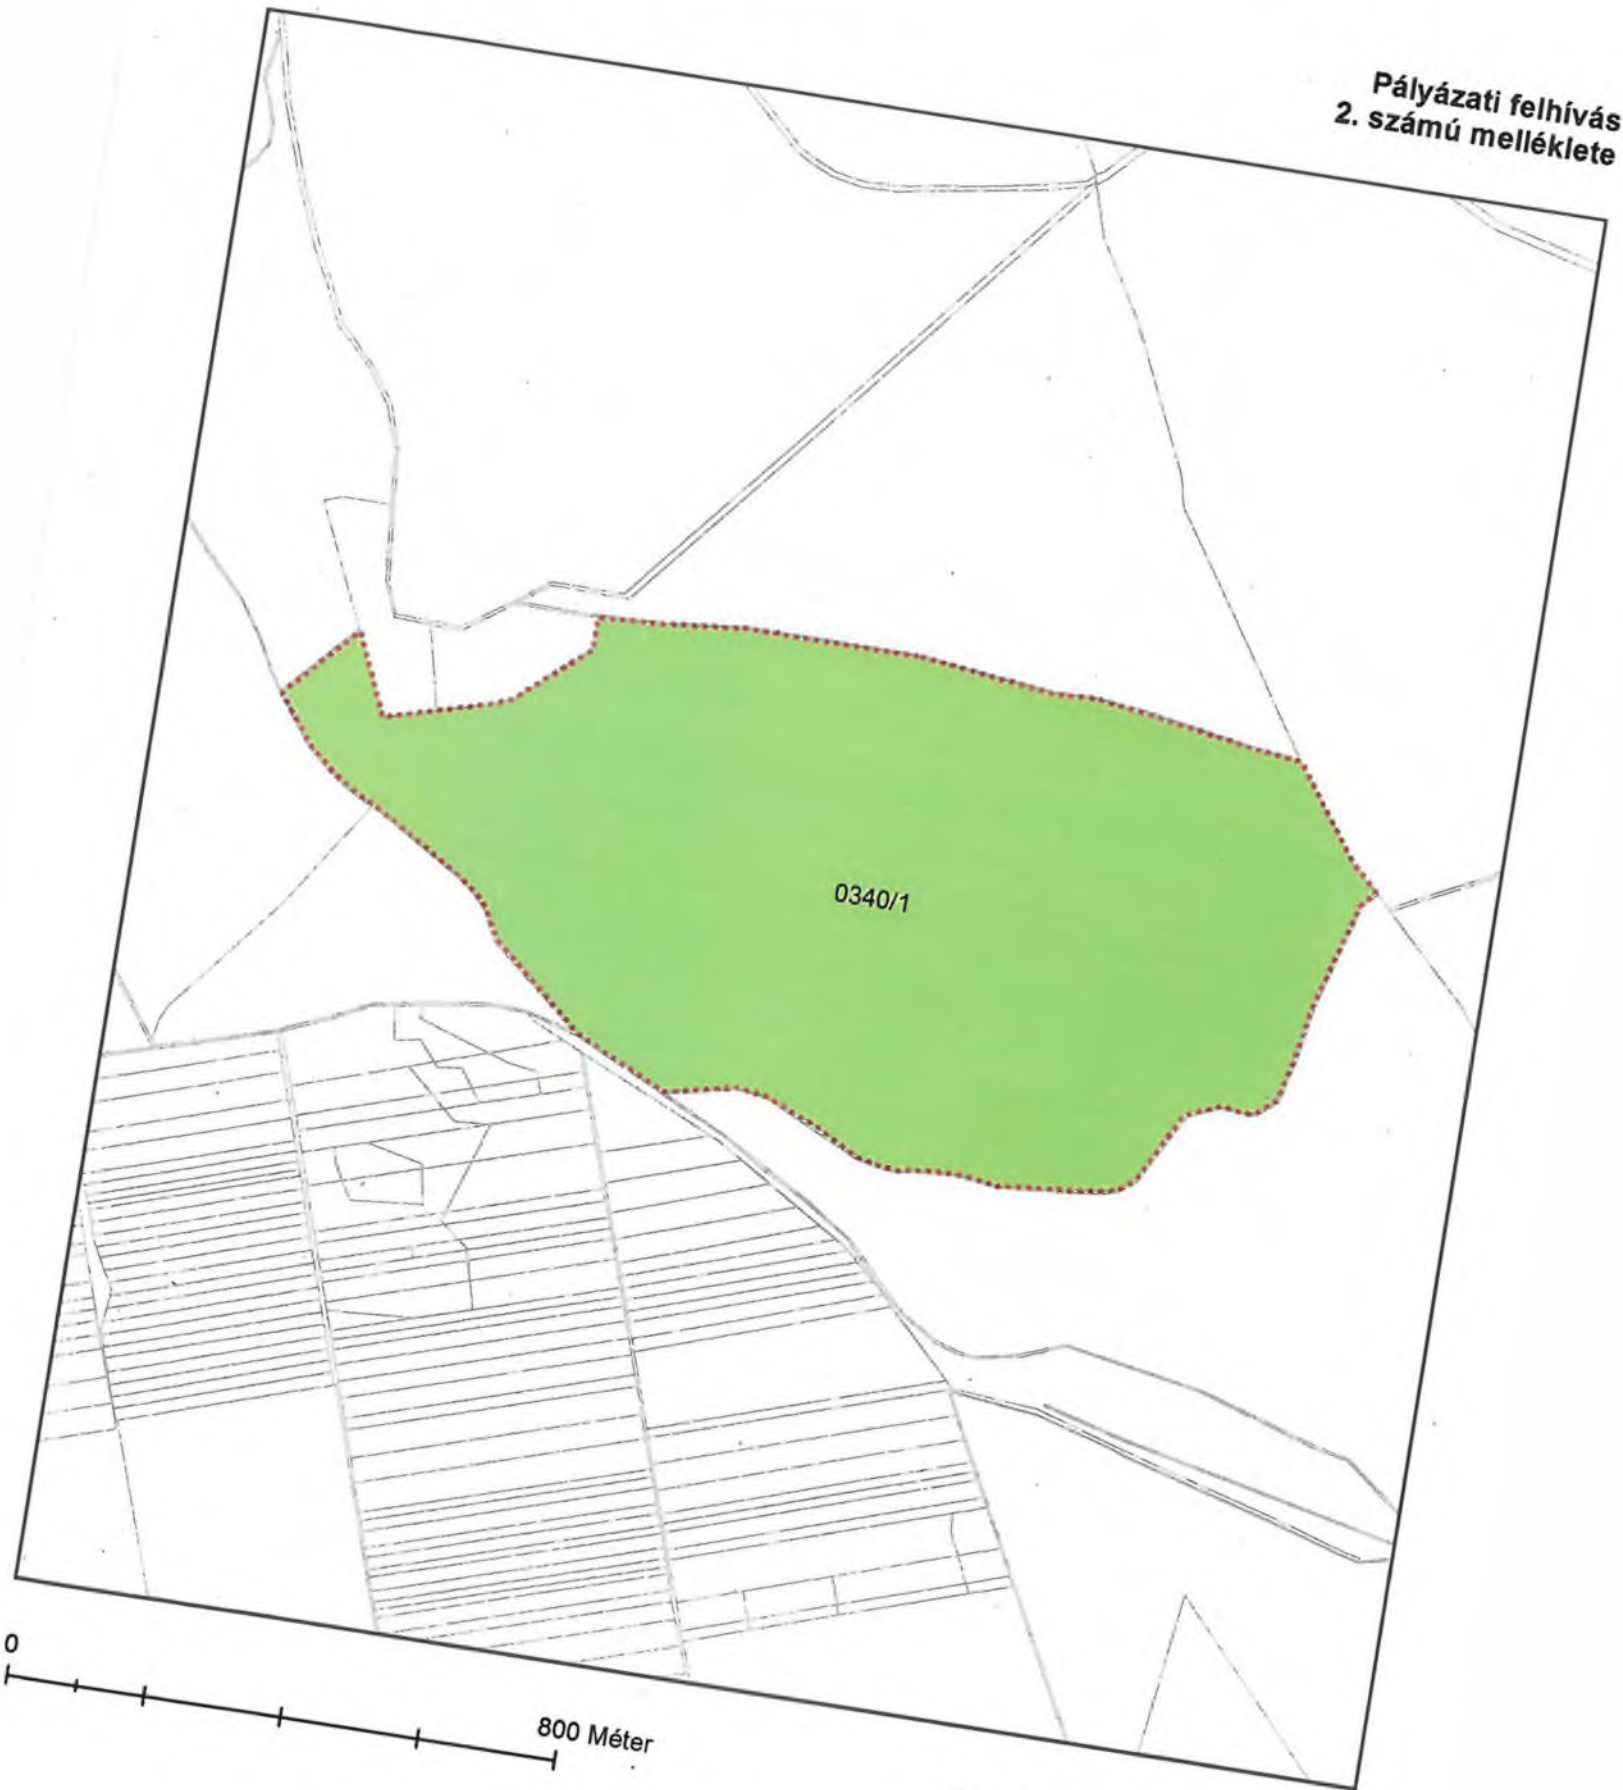 Pályázati felhívás
2. számú melléklete
0340/1
0
800 Méter